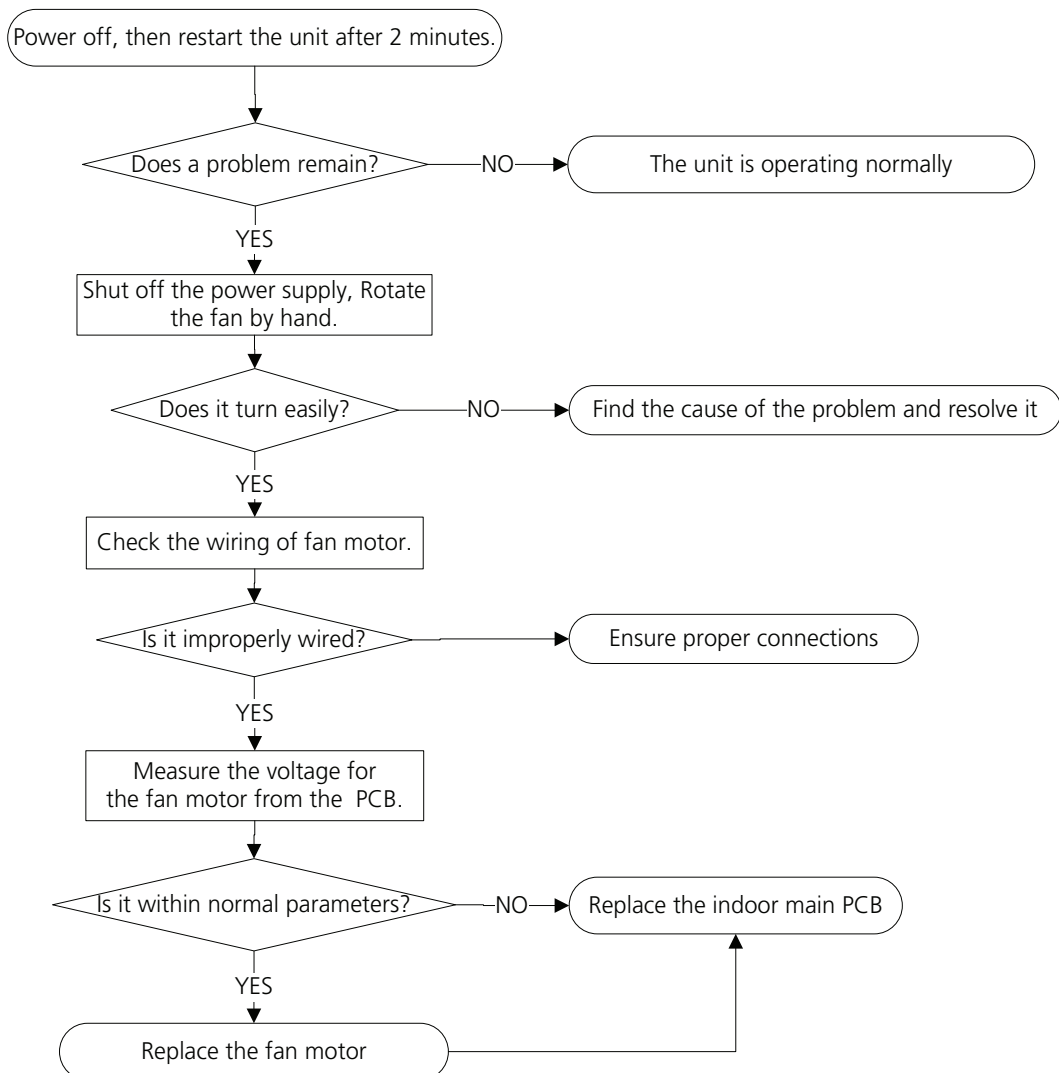 Power off, then restart the unit after 2 minutes.
Does a problem remain?
NO
The unit is operating normally
YES
Shut off the power supply, Rotate
the fan by hand.
Does it turn easily?
NO
Find the cause of the problem and resolve it
YES
Check the wiring of fan motor.
Is it improperly wired?
Ensure proper connections
YES
Measure the voltage for
the fan motor from the PCB.
Is it within normal parameters?
NO
Replace the indoor main PCB
YES
Replace the fan motor